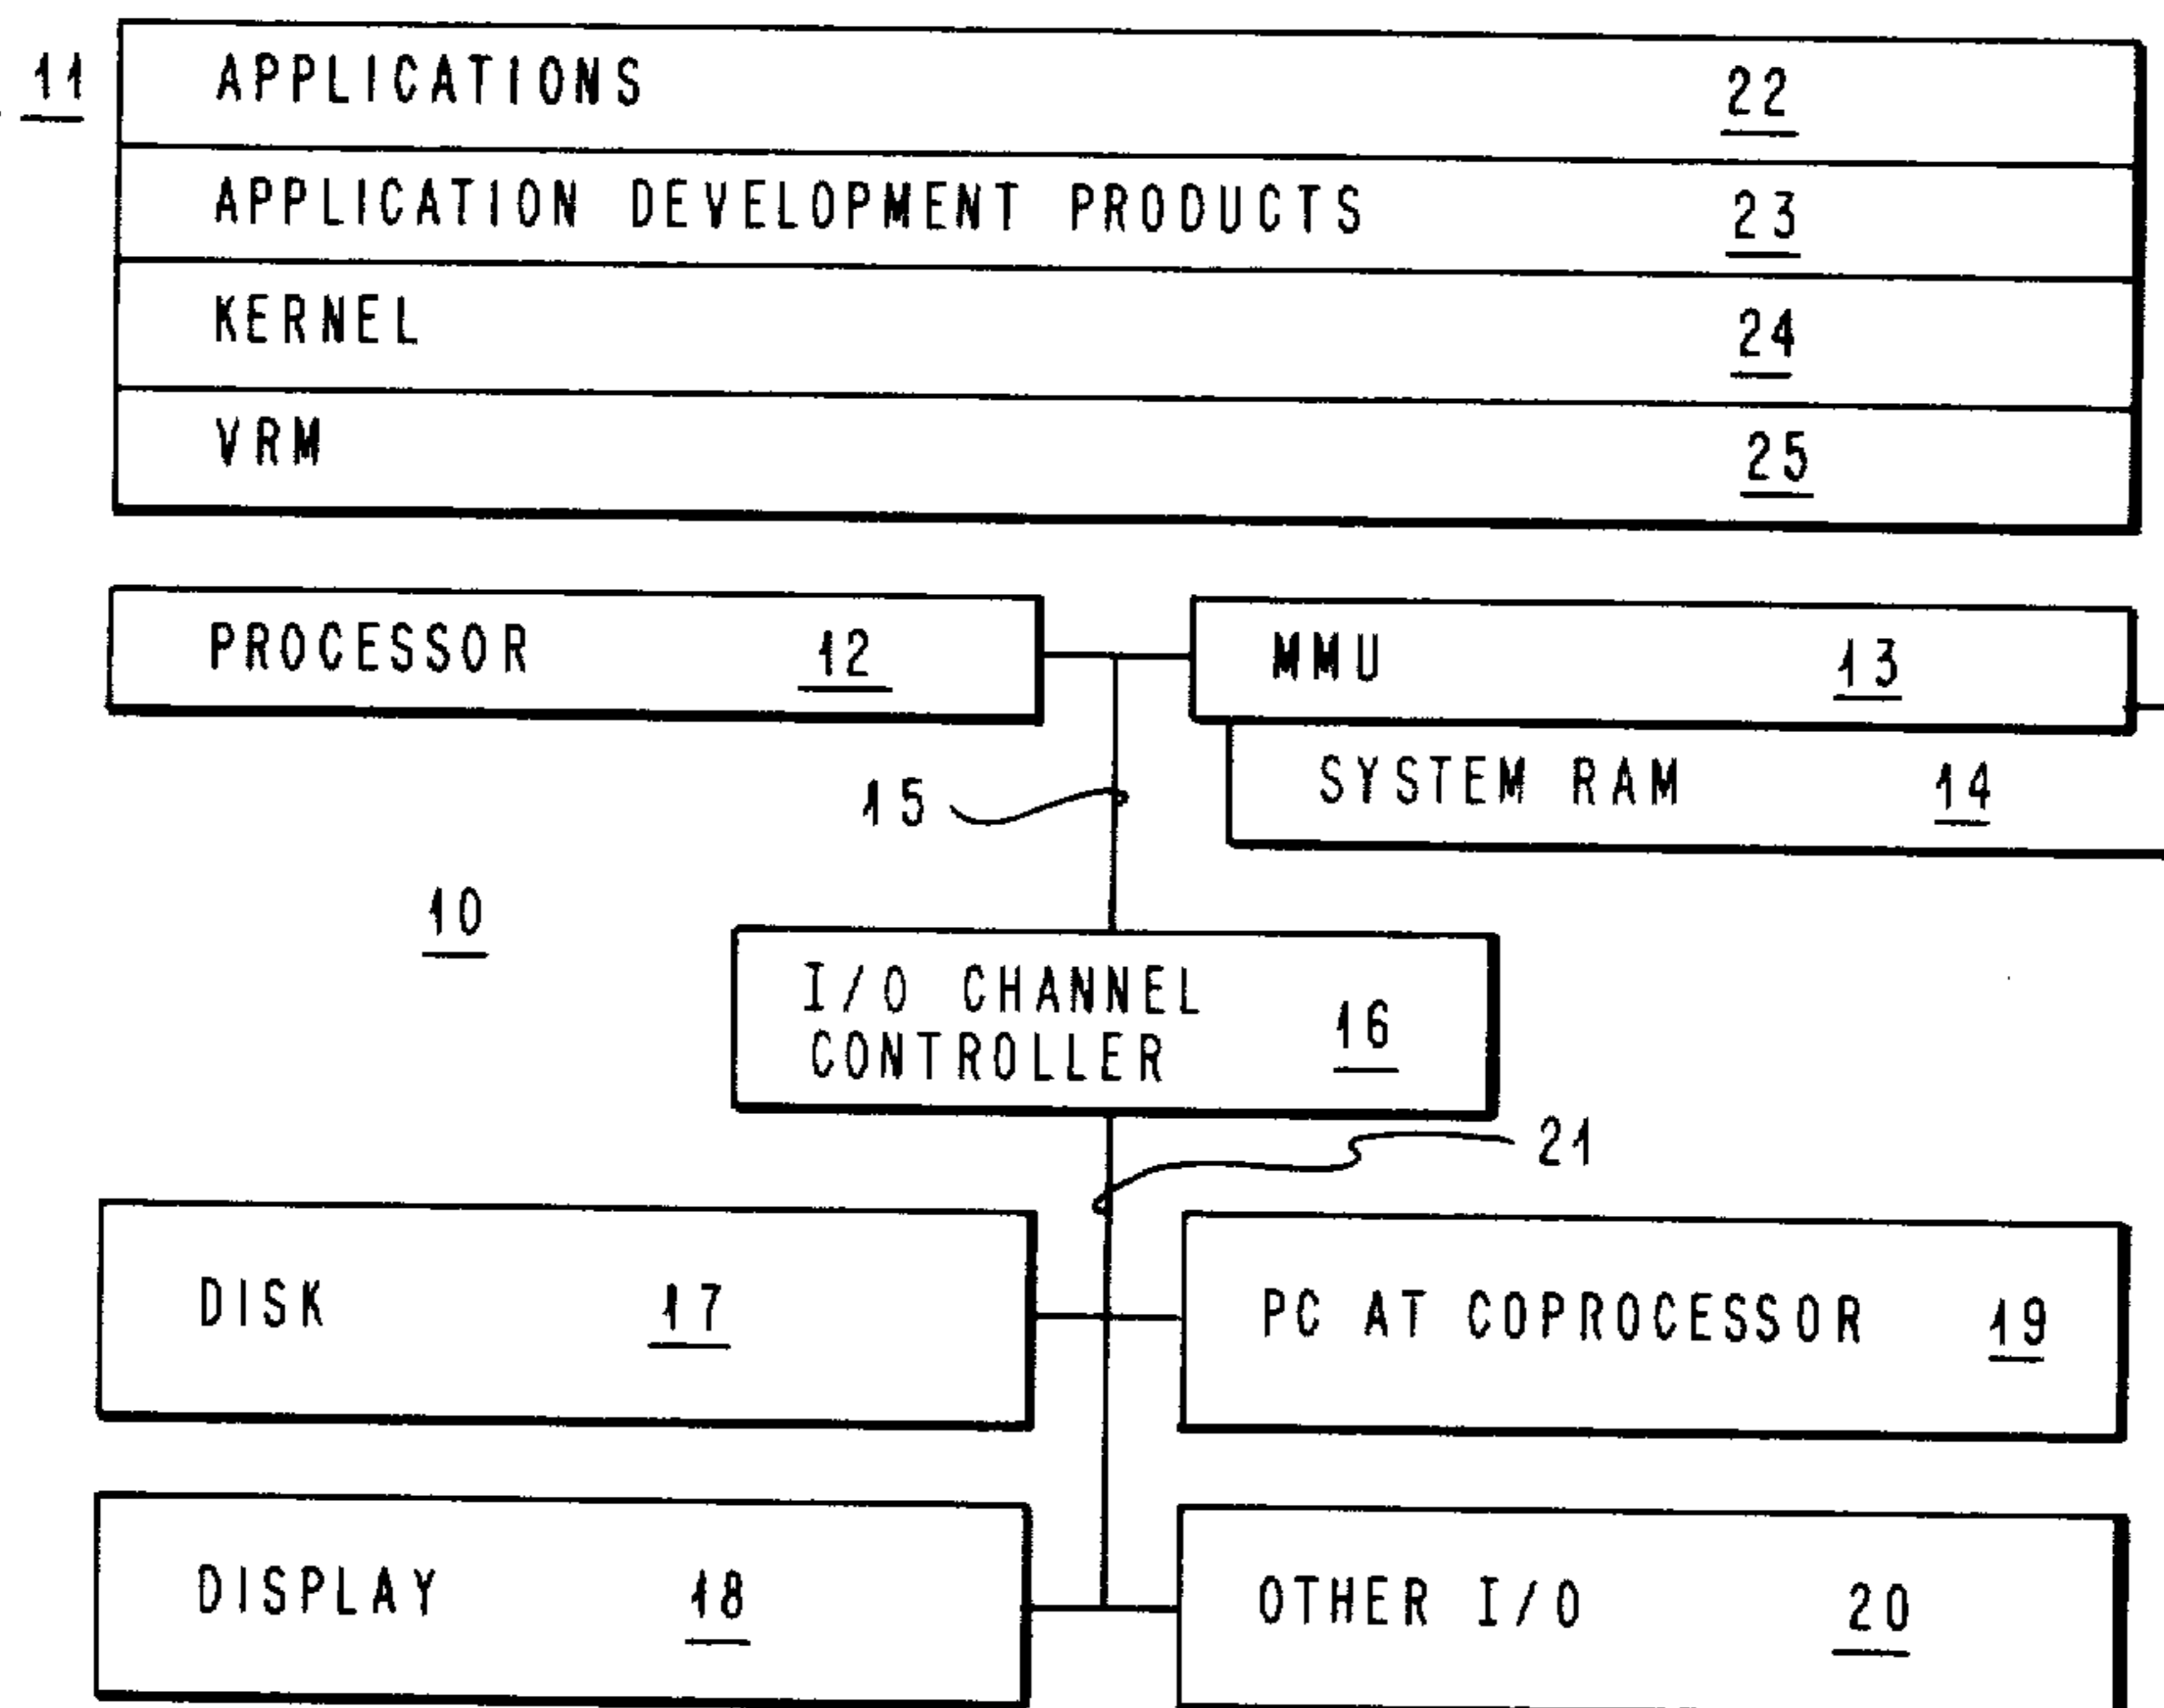 11
APPLICATIONS 22
APPLICATION DEVELOPMENT PRODUCTS 23
KERNEL 24
VRM 25
PROCESSOR 12
MMU 13
SYSTEM RAM 14
15
10
I/O CHANNEL
CONTROLLER 16
21
DISK 17
PC AT COPROCESSOR 19
DISPLAY 18
OTHER I/O 20